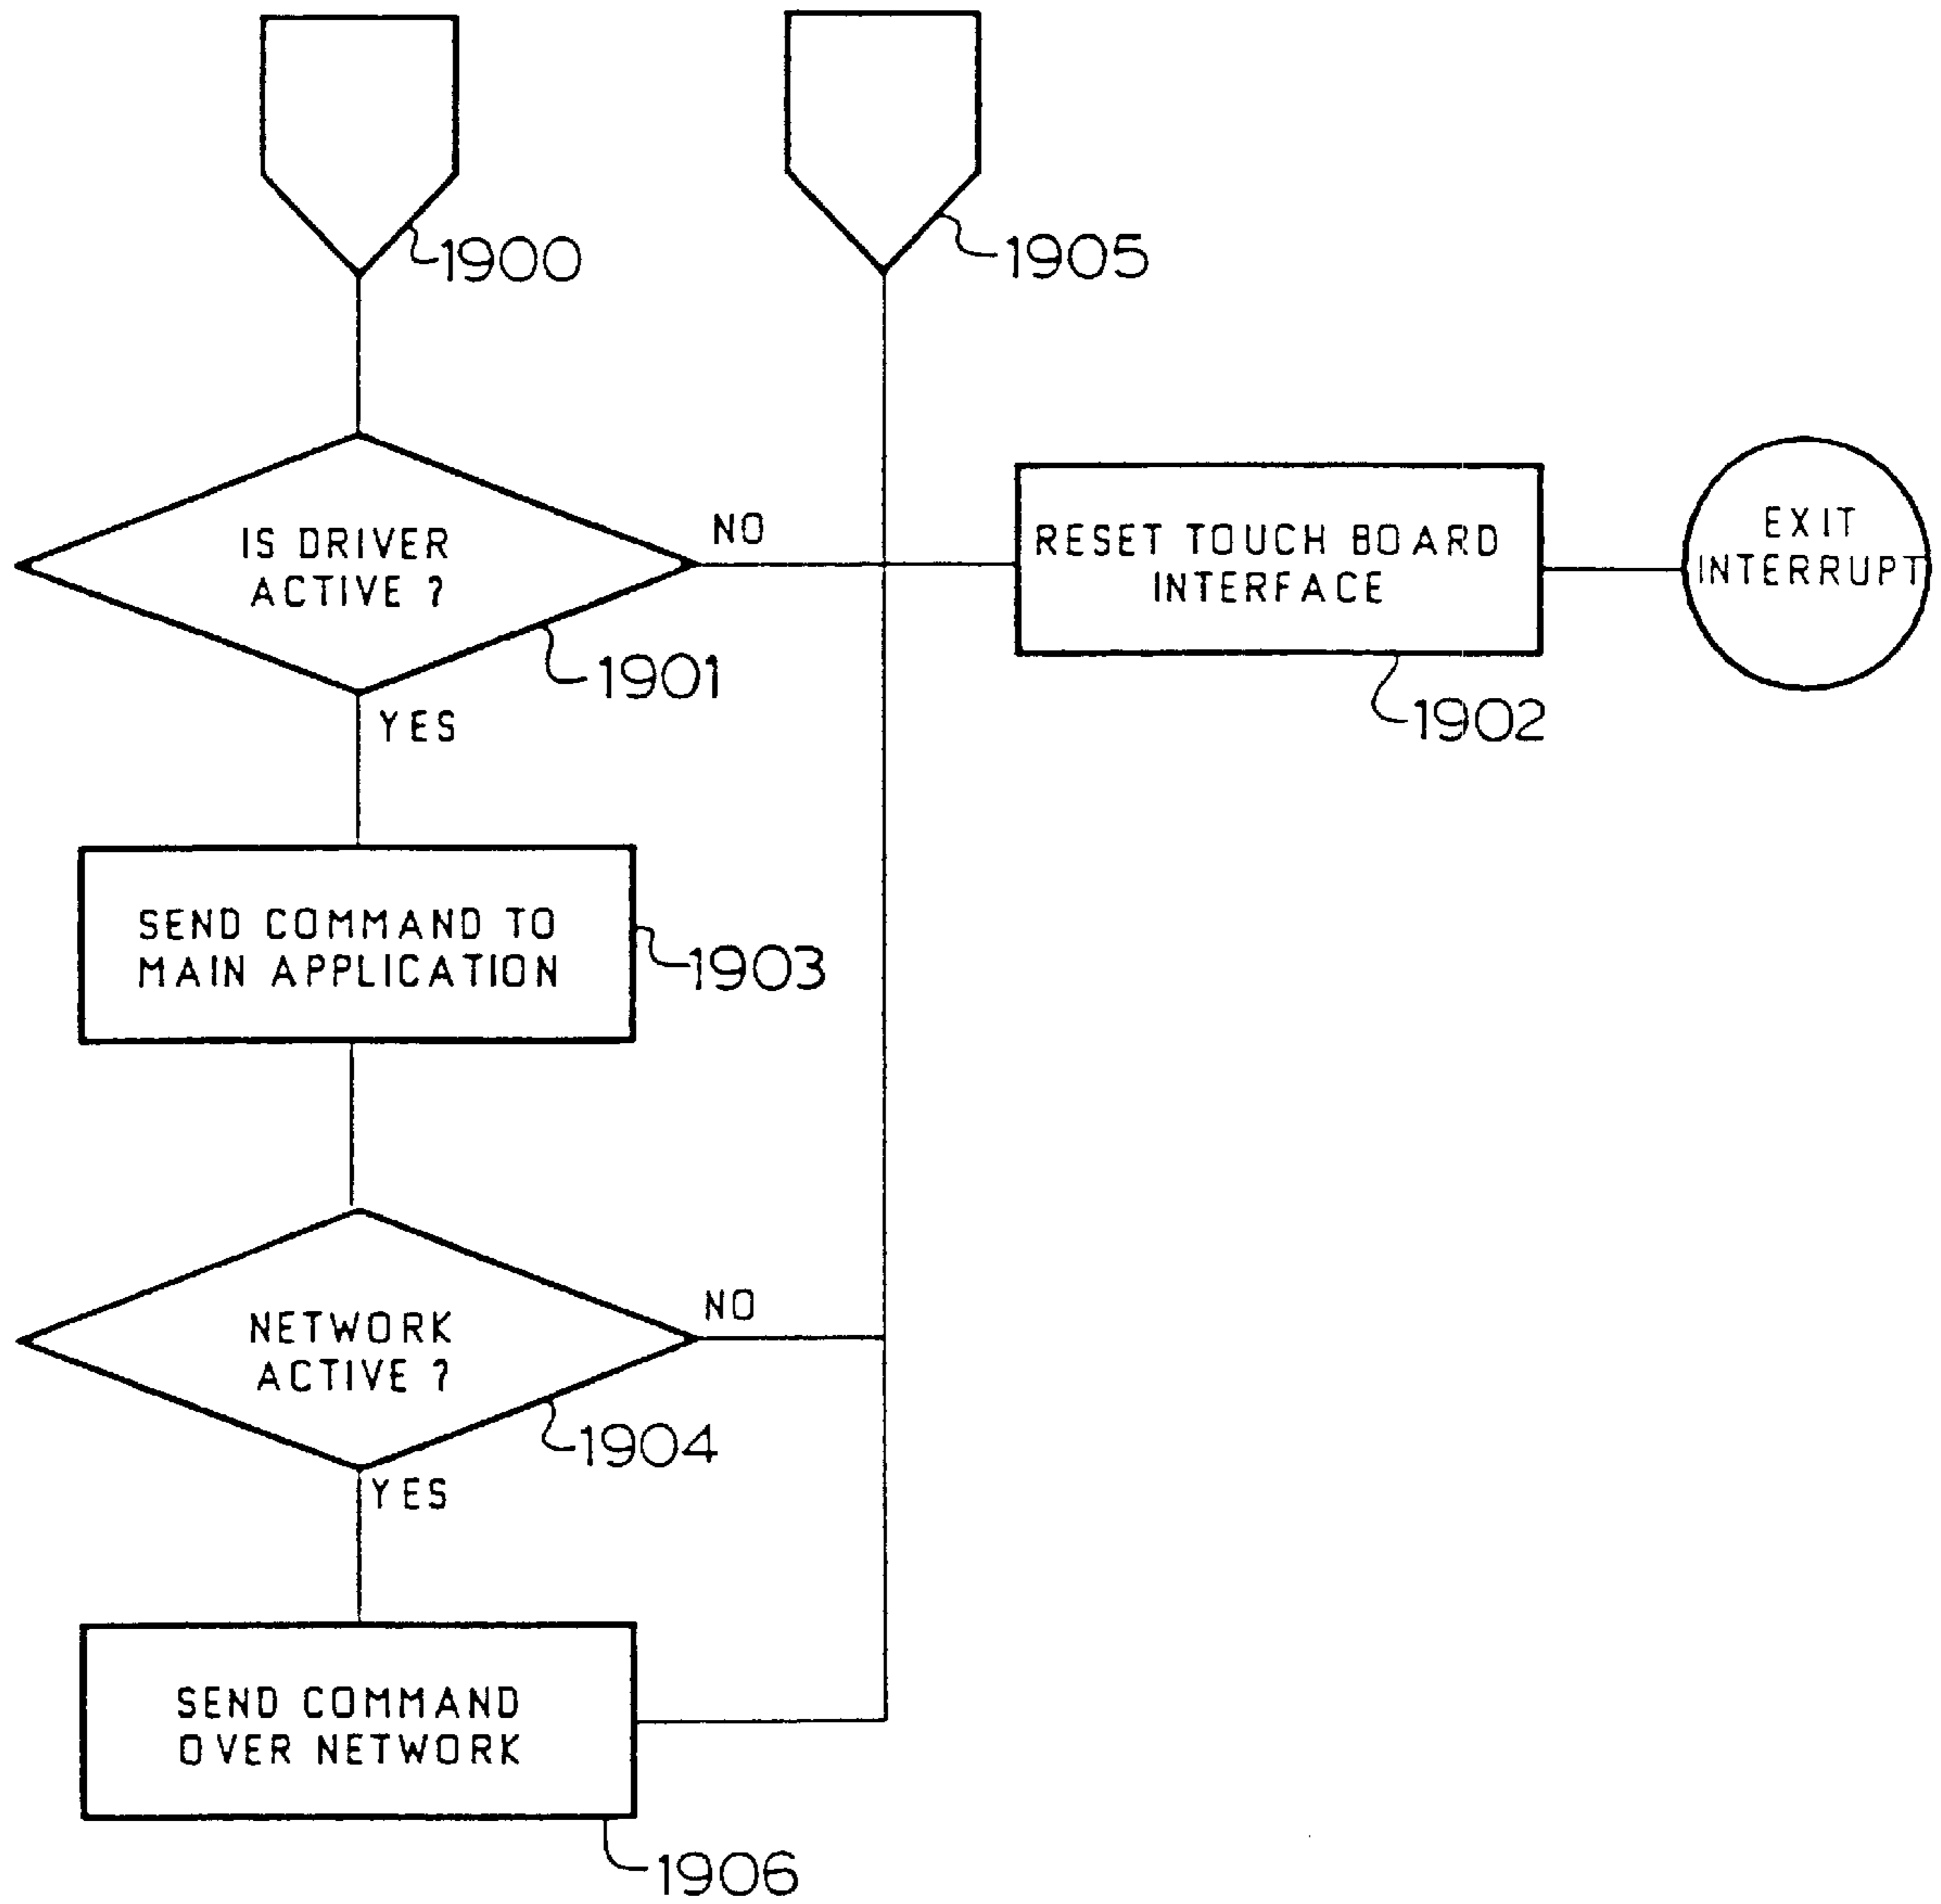 1900
1905
IS DRIVER
ACTIVE ?
NO
YES
1901
RESET TOUCH BOARD
INTERFACE
1902
EXIT
INTERRUPT
SEND COMMAND TO
MAIN APPLICATION
1903
NETWORK
ACTIVE ?
NO
1904
YES
SEND COMMAND
OVER NETWORK
1906